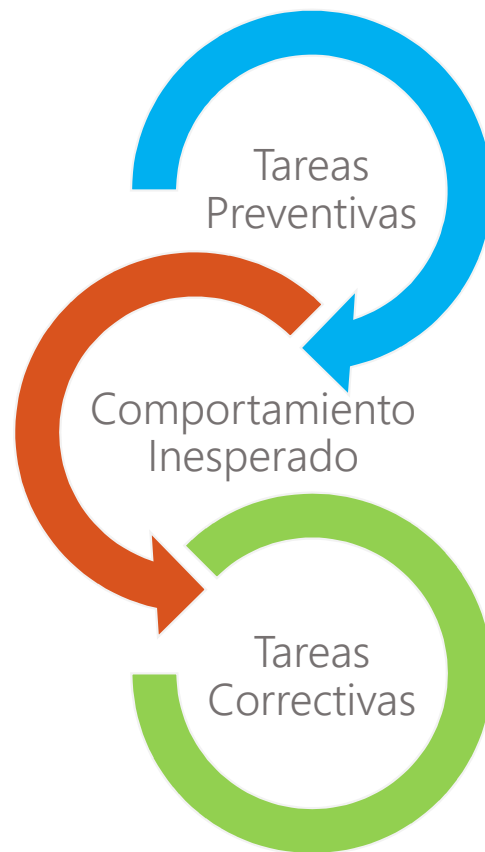 Tareas
Preventivas
Comportamiento
Inesperado
Tareas
Correctivas